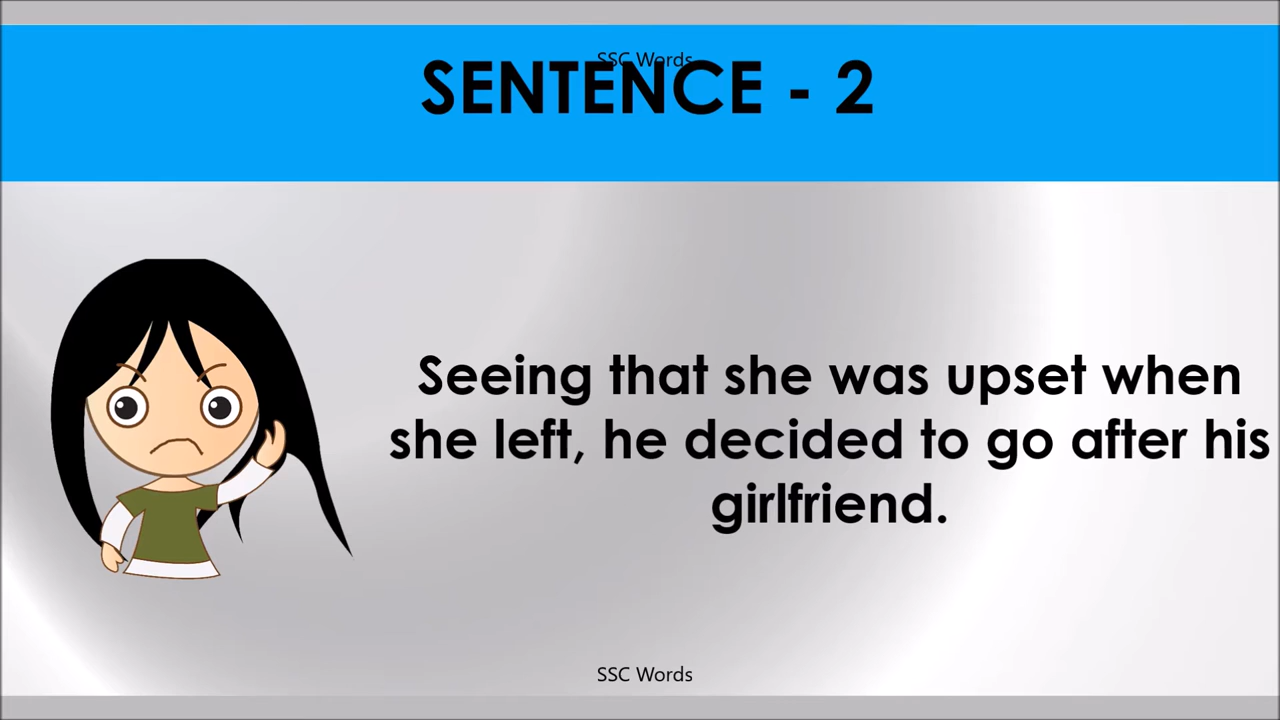 SSC Words
SENTENCE - 2
Seeing that she was upset when
she left, he decided to go after his
girlfriend.
SSC Words